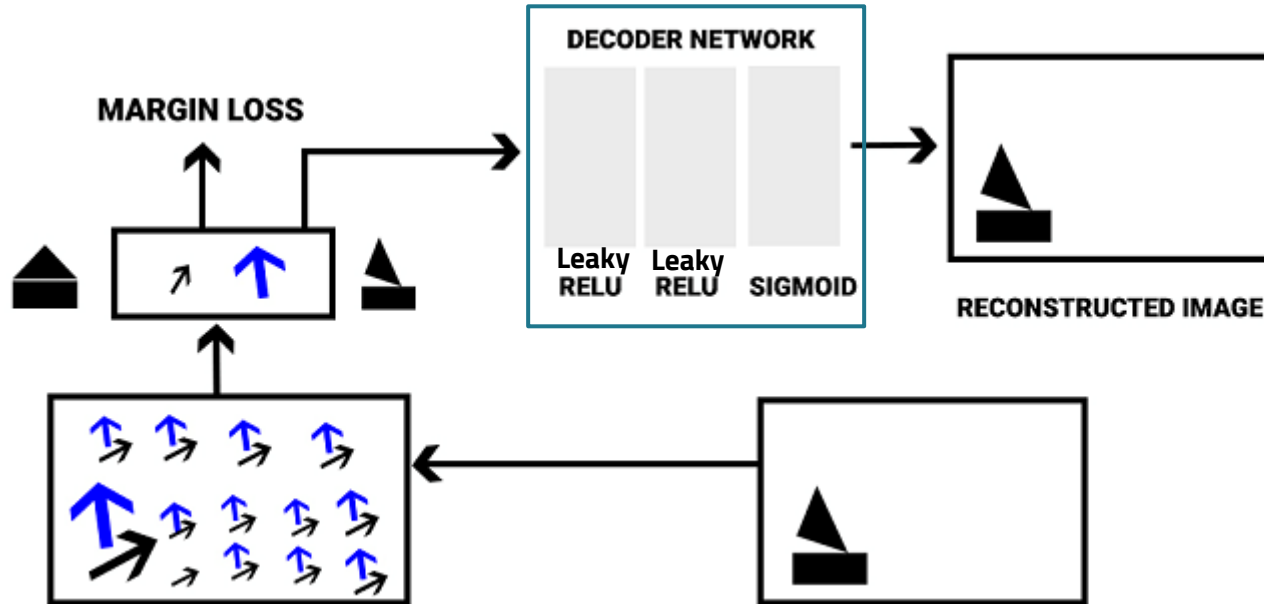 DECODER NETWORK
MARGIN LOSS
Leaky Leaky
RELU RELU SIGMOID
RECONSTRUCTED IMAGE